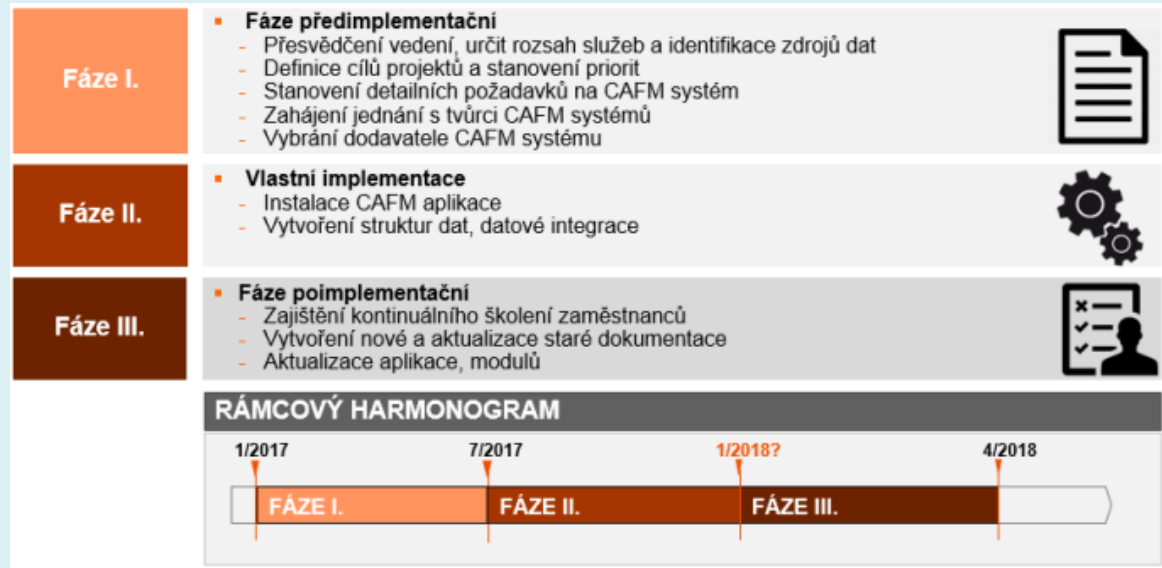 Fáze I.
▪ Fáze předimplementační
- Přesvědčení vedení, určit rozsah služeb a identifikace zdrojů dat
- Definice cílů projektů a stanovení priorit
- Stanovení detailních požadavků na CAFM systém
- Zahájení jednání s tvůrci CAFM systémů
- Vybrání dodavatele CAFM systému
Fáze II.
▪ Vlastní implementace
- Instalace CAFM aplikace
- Vytvoření struktur dat, datové integrace
Fáze III.
▪ Fáze poimplementační
- Zajištění kontinuálního školení zaměstnanců
- Vytvoření nové a aktualizace staré dokumentace
- Aktualizace aplikace, modulů
RÁMCOVÝ HARMONOGRAM
1/2017 7/2017 1/2018? 4/2018
FÁZE I. FÁZE II. FÁZE III.